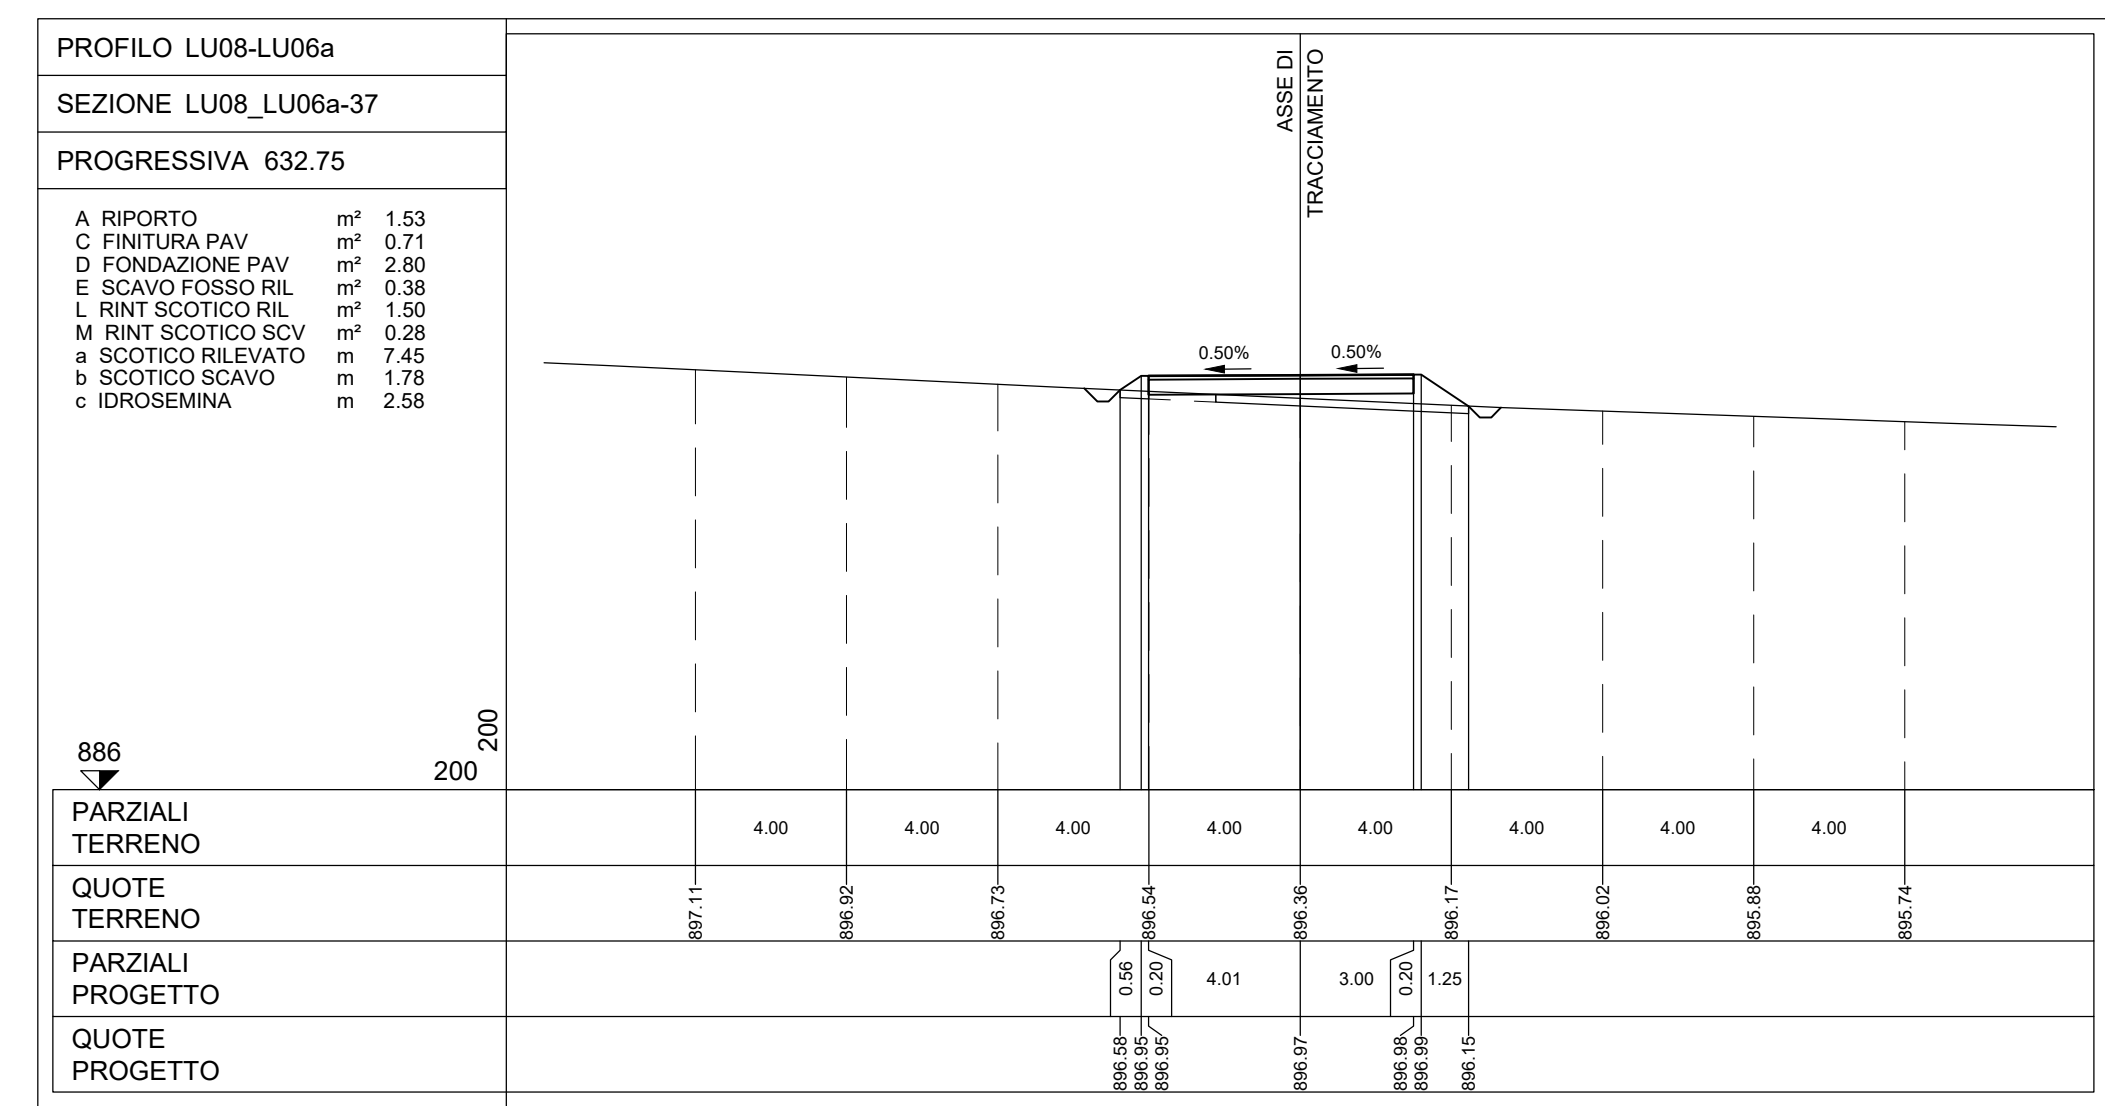 PROFILO LU08-LU06a
SEZIONE LU08_LU06a-37
PROGRESSIVA 632.75
A RIPORTO m² 1.53
C FINITURA PAV m² 0.71
D FONDAZIONE PAV m² 2.80
E SCAVO FOSSO RIL m² 0.38
L RINT SCOTICO RIL m² 1.50
M RINT SCOTICO SCV m² 0.28
a SCOTICO RILEVATO m 7.45
b SCOTICO SCAVO m 1.78
c IDROSEMINA m 2.58
ASSE DI
TRACCIAMENTO
0.50% 0.50%
886
200
200
PARZIALI
TERRENO
4.00 4.00 4.00 4.00 4.00 4.00 4.00 4.00
QUOTE
TERRENO
897.11 896.92 896.73 896.54 896.36 896.17 896.02 895.88 895.74
PARZIALI
PROGETTO
0.56 0.20 4.01 3.00 0.20 1.25
QUOTE
PROGETTO
896.58 896.95 896.95 896.97 896.98 896.99 896.15